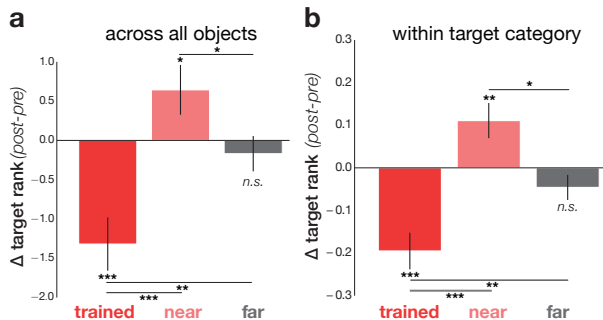 a
across all objects
Δ target rank (post-pre)
1.0
0.5
0.0
−0.5
−1.0
−1.5
−2.0
*
*
n.s.
***
**
***
trained near far
b
within target category
Δ target rank (post-pre)
0.3
0.2
0.1
0.0
−0.1
−0.2
−0.3
*
**
n.s.
***
**
***
trained near far